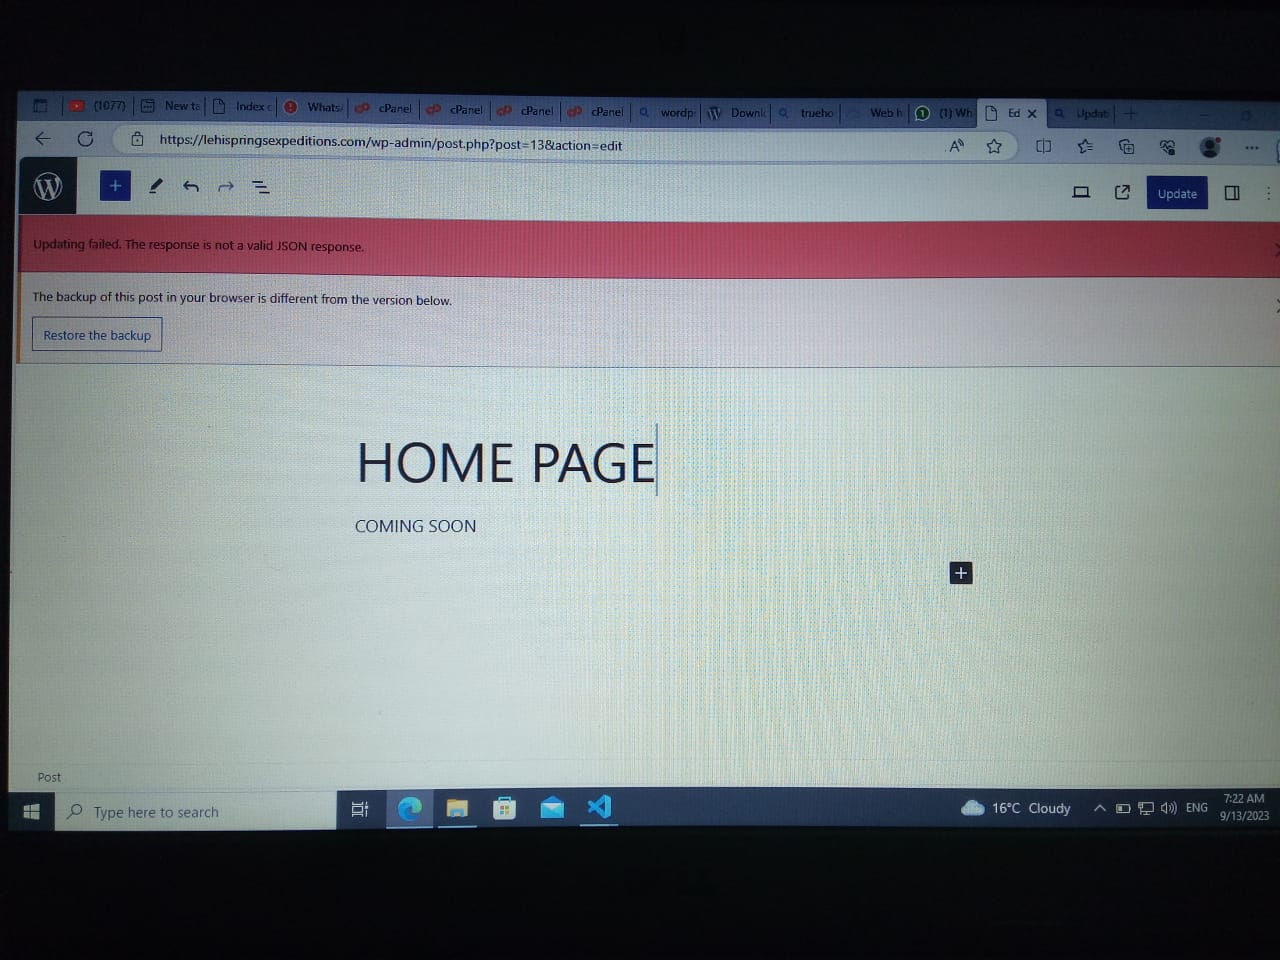 (1077)
New ta
Index o
Whats
cPanel
cPanel
cPanel
cPanel
wordp
Downl
trueho
Web h
(1) Wh
Ed
Updati
https://lehispringsexpeditions.com/wp-admin/post.php?post=13&action=edit
Update
Updating failed. The response is not a valid JSON response.
The backup of this post in your browser is different from the version below.
Restore the backup
HOME PAGE
COMING SOON
Post
Type here to search
16°C Cloudy
ENG
7:22 AM
9/13/2023